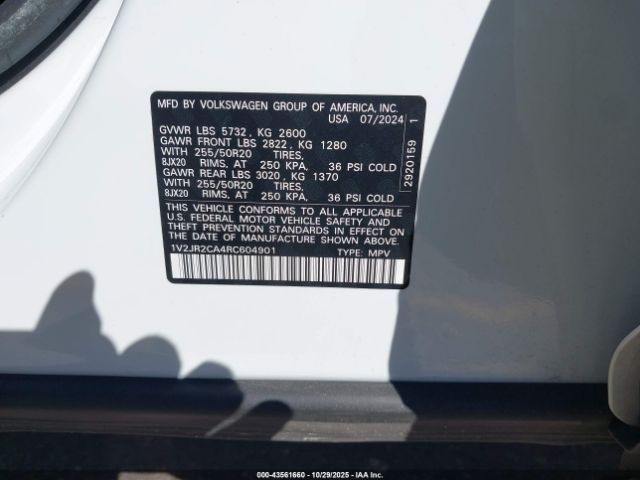 MFD BY VOLKSWAGEN GROUP OF AMERICA, INC.
USA 07/2024
GVWR LBS 5732, KG 2600
GAWR FRONT LBS 2822, KG 1280
WITH 255/50R20 TIRES,
8JX20 RIMS, AT 250 KPA, 36 PSI COLD
GAWR REAR LBS 3020, KG 1370
WITH 255/50R20 TIRES,
8JX20 RIMS, AT 250 KPA, 36 PSI COLD
THIS VEHICLE CONFORMS TO ALL APPLICABLE
U.S. FEDERAL MOTOR VEHICLE SAFETY AND
THEFT PREVENTION STANDARDS IN EFFECT ON
THE DATE OF MANUFACTURE SHOWN ABOVE.
1V2JR2CA4RC604901 TYPE: MPV
2920159 1
000-43561660 • 10/29/2025 • IAA Inc.